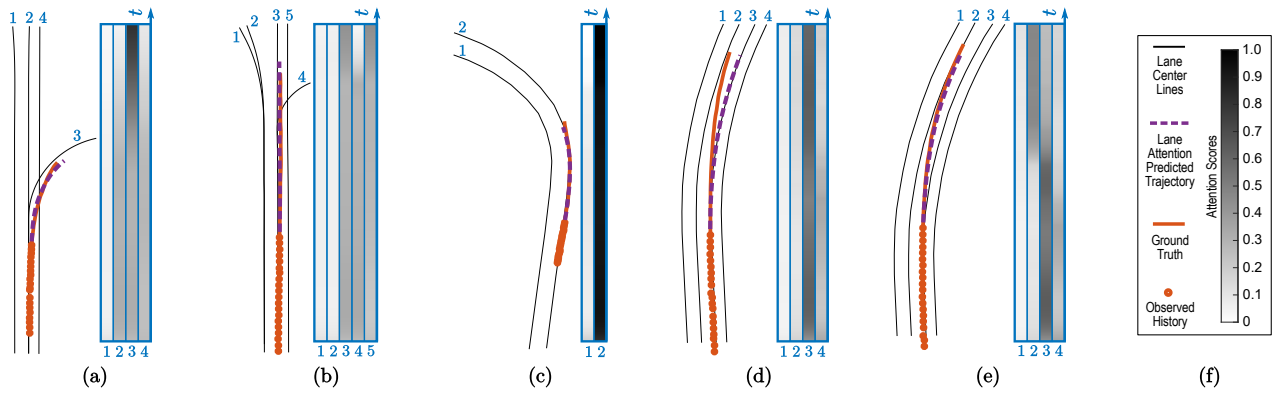 1 2 4
3
t
1 2 3 4
(a)
2
1
3 5
4
t
1 2 3 4 5
(b)
2
1
t
1 2
(c)
1 2 3 4
t
1 2 3 4
(d)
1 2 3 4
t
1 2 3 4
(e)
Lane
Center
Lines
Lane
Attention
Predicted
Trajectory
Ground
Truth
Observed
History
Attention Scores
1.0
0.9
0.8
0.7
0.6
0.5
0.4
0.3
0.2
0.1
0
(f)